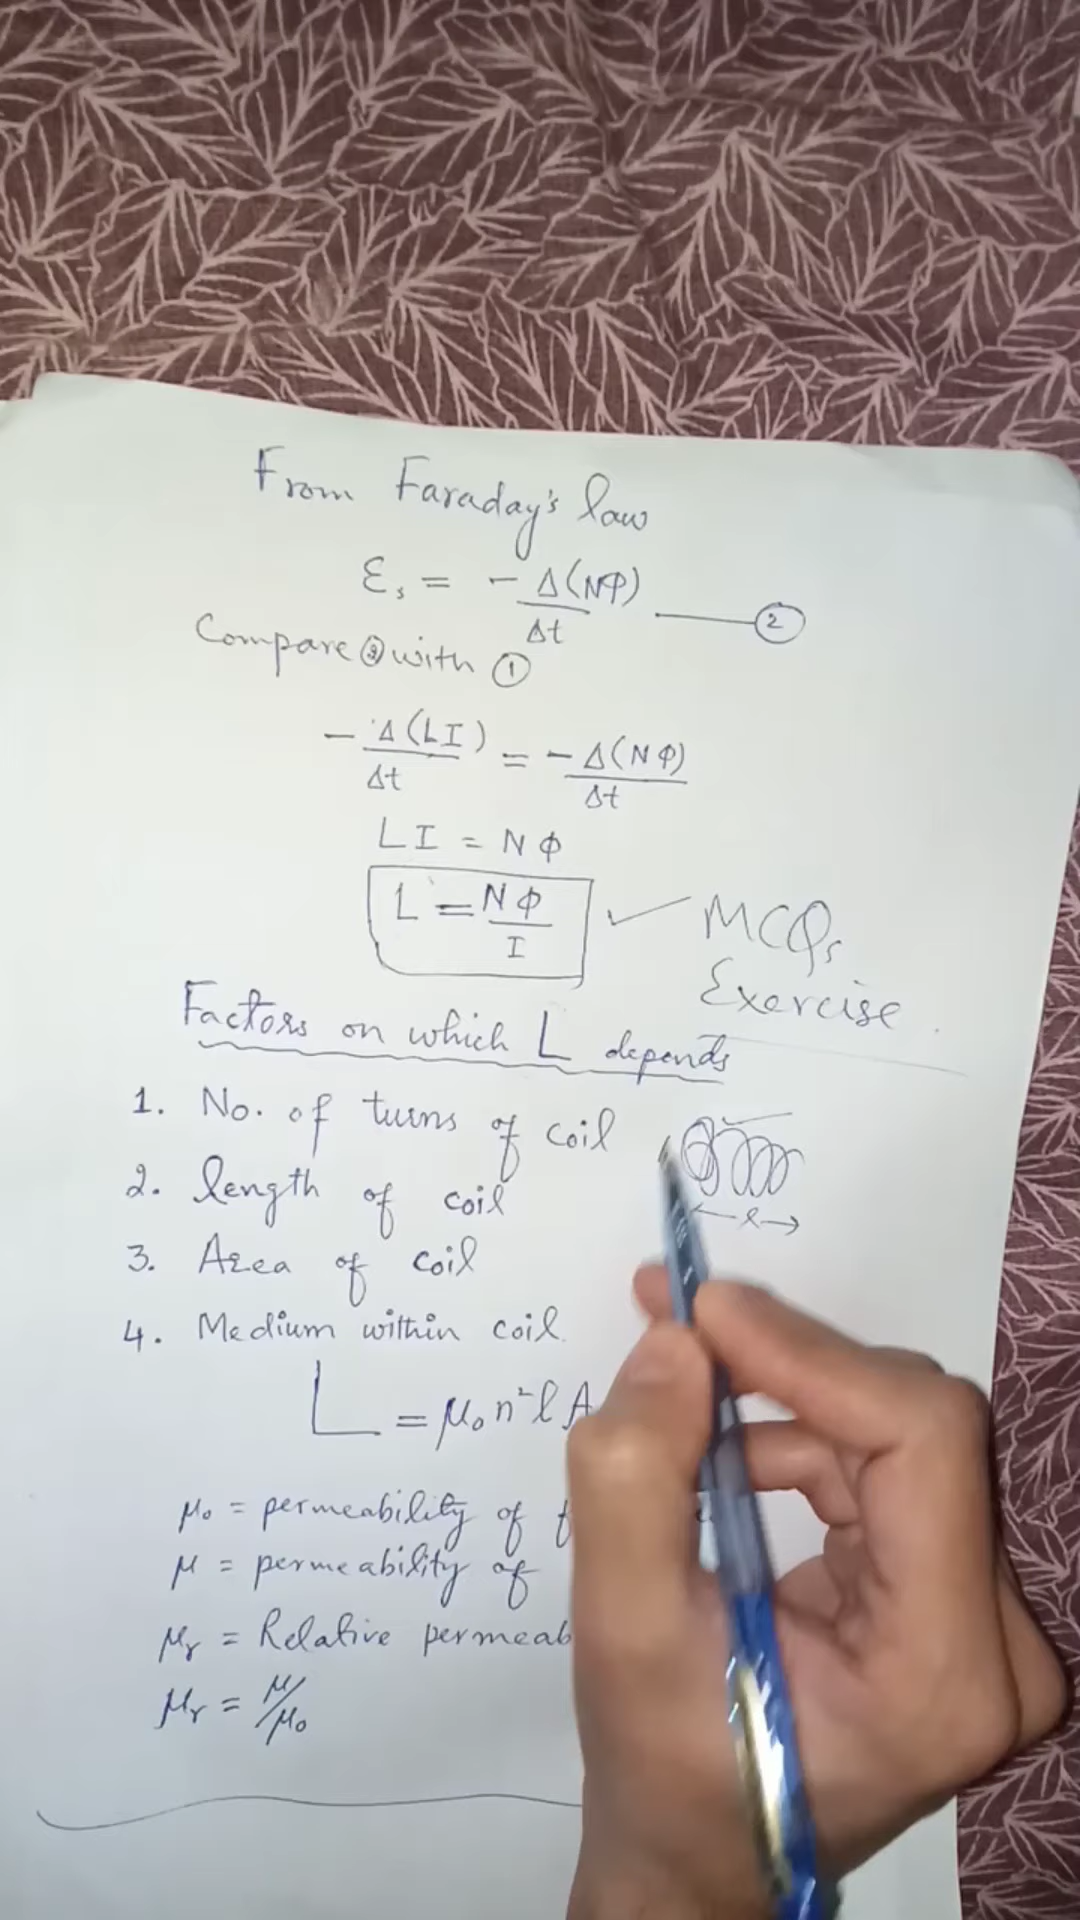 From Faraday's law
Ɛs = - Δ(NΦ)/Δt ② 
Compare ② with ①
- Δ(LI)/Δt = - Δ(NΦ)/Δt
LI = NΦ
L = NΦ/I ✓ MCQs
Exercise.
Factors on which L depends
1. No. of turns of coil
2. length of coil
← l →
3. Area of coil
4. Medium within coil.
L = μ₀n²lA
μ₀ = permeability of
μ = permeability of
μr = Relative
μr = μ/μ₀